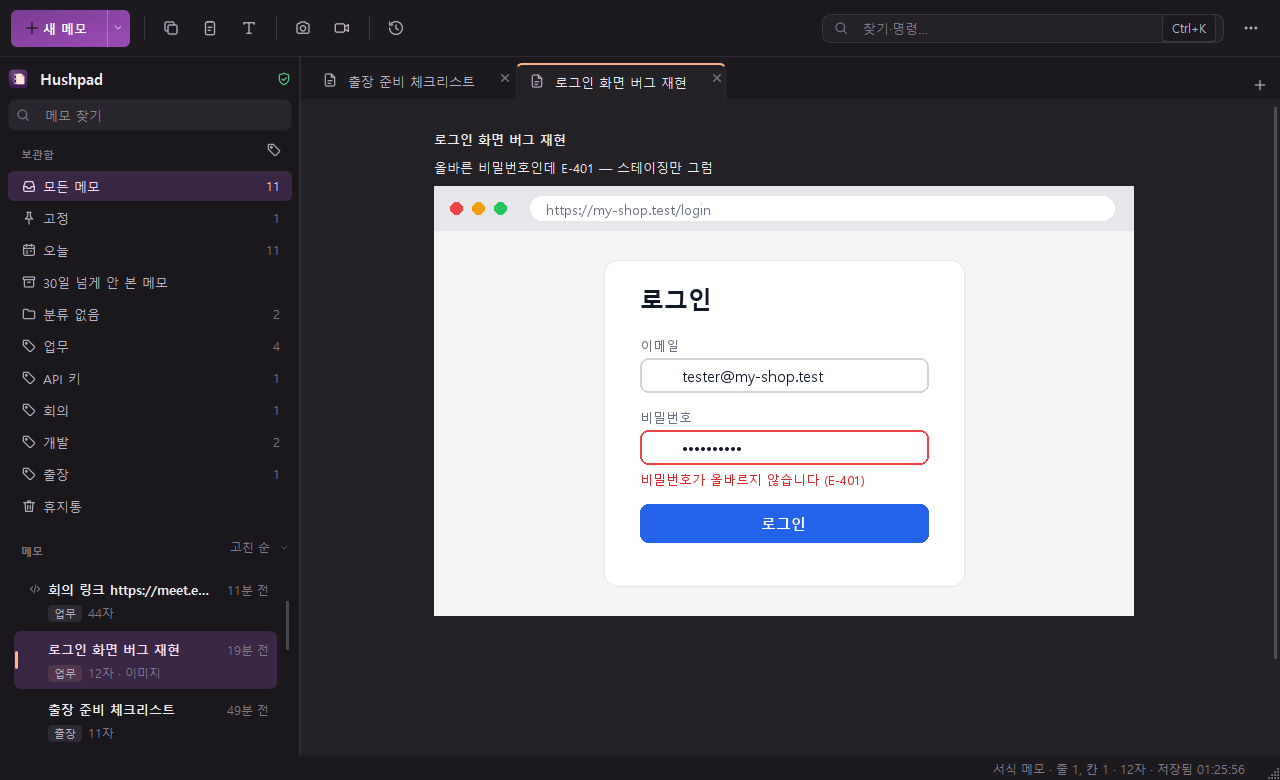 새 메모
찾기·명령...
Ctrl+K
Hushpad
메모 찾기
보관함
모든 메모 11
고정 1
오늘 11
30일 넘게 안 본 메모
분류 없음 2
업무 4
API 키 1
회의 1
개발 2
출장 1
휴지통
메모
고친 순
회의 링크 https://meet.e... 11분 전
업무 44자
로그인 화면 버그 재현 19분 전
업무 12자 · 이미지
출장 준비 체크리스트 49분 전
출장 11자
출장 준비 체크리스트
로그인 화면 버그 재현
로그인 화면 버그 재현
올바른 비밀번호인데 E-401 — 스테이징만 그럼
https://my-shop.test/login
로그인
이메일
tester@my-shop.test
비밀번호
••••••••••
비밀번호가 올바르지 않습니다 (E-401)
로그인
서식 메모 · 줄 1, 칸 1 · 12자 · 저장됨 01:25:56